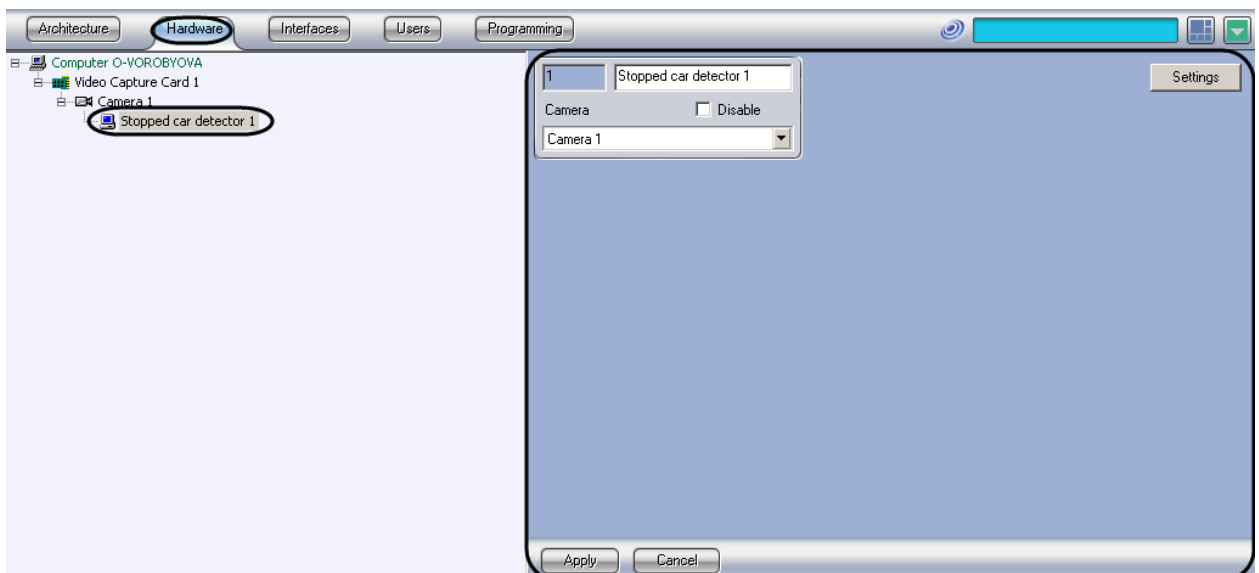 Architecture Hardware Interfaces Users Programming
Computer O-VOROBYOVA
Video Capture Card 1
Camera 1
Stopped car detector 1
1 Stopped car detector 1 Settings
Camera Disable
Camera 1
Apply Cancel